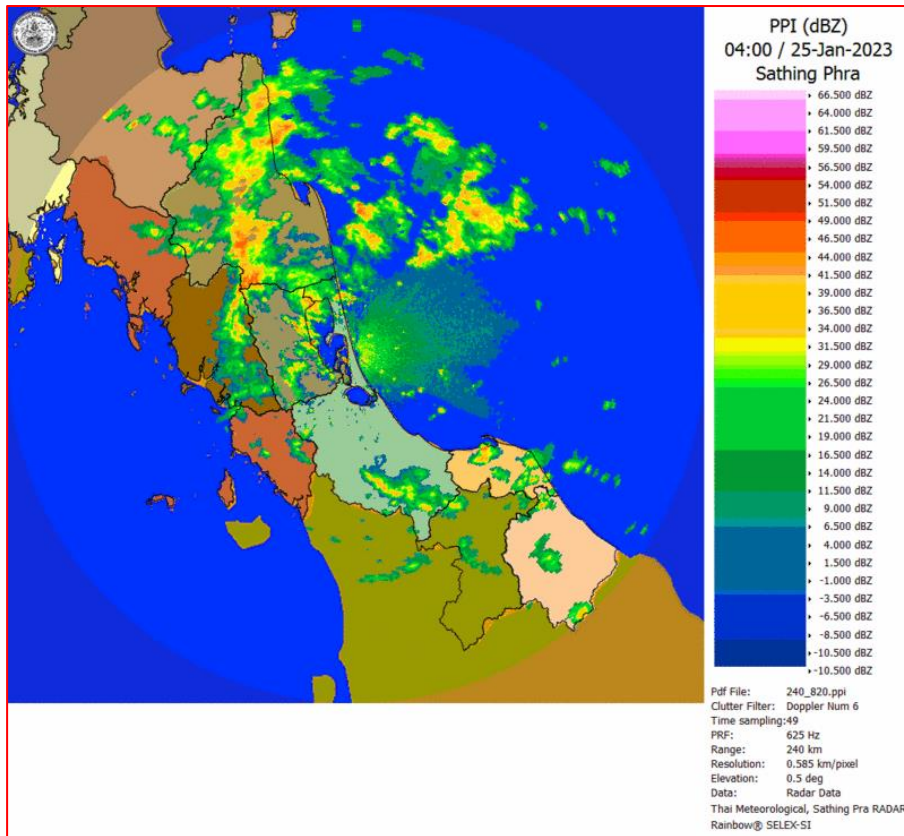 PPI (dBZ)
04:00 / 25-Jan-2023
Sathing Phra
66.500 dBZ
64.000 dBZ
61.500 dBZ
59.500 dBZ
56.500 dBZ
54.000 dBZ
51.500 dBZ
49.000 dBZ
46.500 dBZ
44.000 dBZ
41.500 dBZ
39.000 dBZ
36.500 dBZ
34.000 dBZ
31.500 dBZ
29.000 dBZ
26.500 dBZ
24.000 dBZ
21.500 dBZ
19.000 dBZ
16.500 dBZ
14.000 dBZ
11.500 dBZ
9.000 dBZ
6.500 dBZ
4.000 dBZ
1.500 dBZ
-1.000 dBZ
-3.500 dBZ
-6.500 dBZ
-8.500 dBZ
-10.500 dBZ
-10.500 dBZ
Pdf File: 240_820.ppi
Clutter Filter: Doppler Num 6
Time sampling:49
PRF: 625 Hz
Range: 240 km
Resolution: 0.585 km/pixel
Elevation: 0.5 deg
Data: Radar Data
Thai Meteorological, Sathing Pra RADAR
Rainbow® SELEX-SI